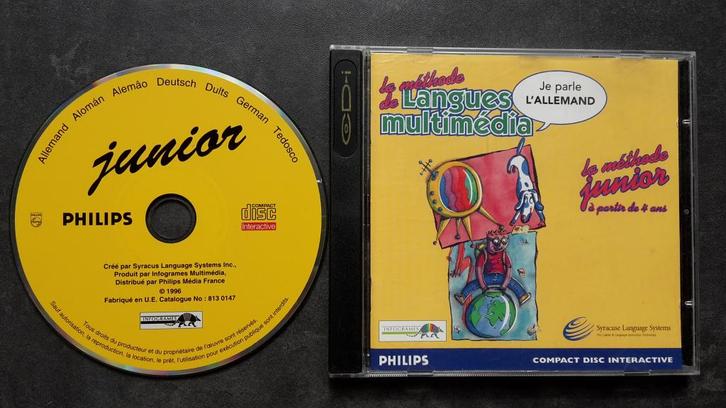 Allemand Alomán Alemâo Deutsch Duits German Tedesco
junior
PHILIPS
COMPACT
disc
Interactive
Créé par Syracus Language Systems Inc.,
Produit par Infogrames Multimédia,
Distribué par Philips Média France
© 1996
Fabriqué en U.E. Catalogue No : 813 0147
INFOGRAMES
Tous droits du producteur et du propriétaire de l'œuvre sont réservés.
Sauf autorisation, la reproduction, la location, le prêt, l'utilisation pour exécution publique sont interdits.
CD-i
la méthode
de Langues
multimédia
Je parle
L'ALLEMAND
la méthode
junior
à partir de 4 ans
INFOGRAMES
Syracuse Language Systems
PHILIPS
COMPACT DISC INTERACTIVE